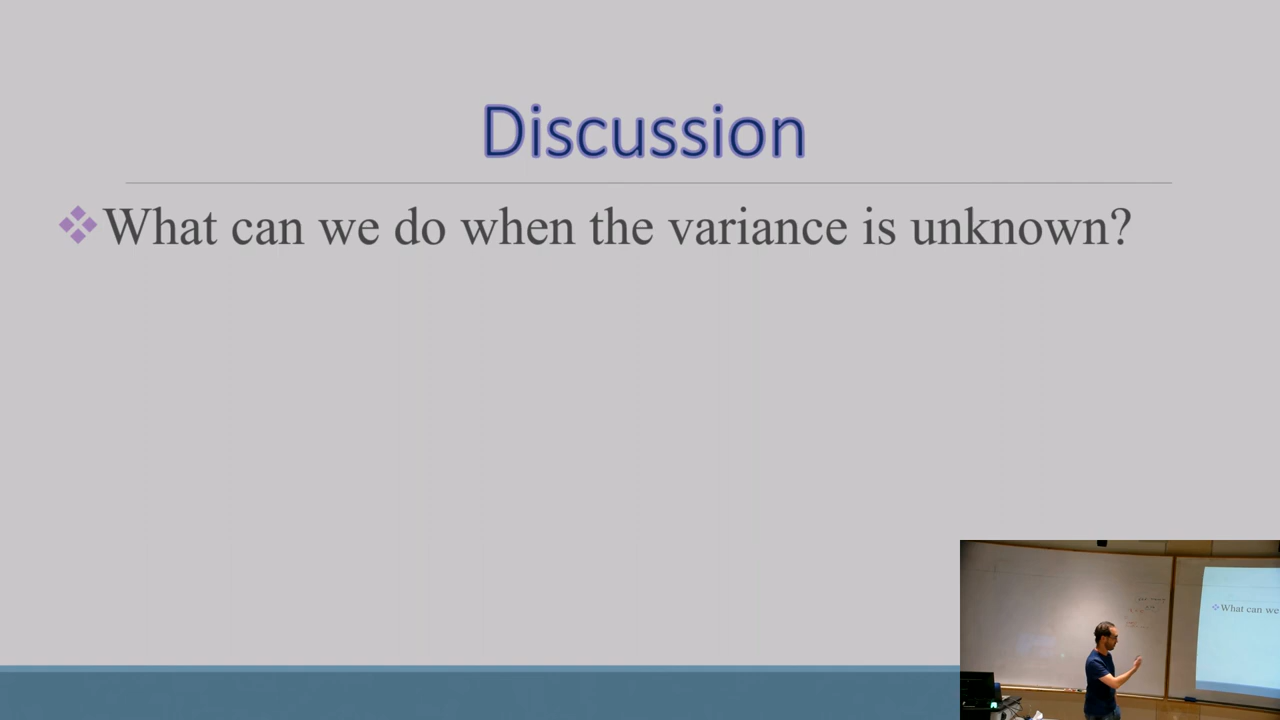 Discussion
What can we do when the variance is unknown?
What can we